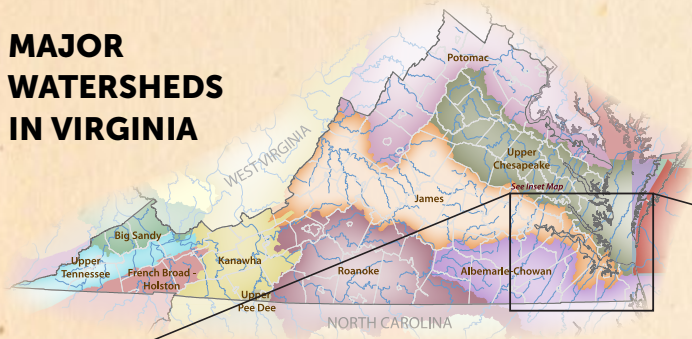 MAJOR
WATERSHEDS
IN VIRGINIA
Potomac
WEST VIRGINIA
Upper
Chesapeake
See Inset Map
James
Big Sandy
Upper
Tennessee
French Broad -
Holston
Kanawha
Roanoke
Albemarle-Chowan
Upper
Pee Dee
NORTH CAROLINA